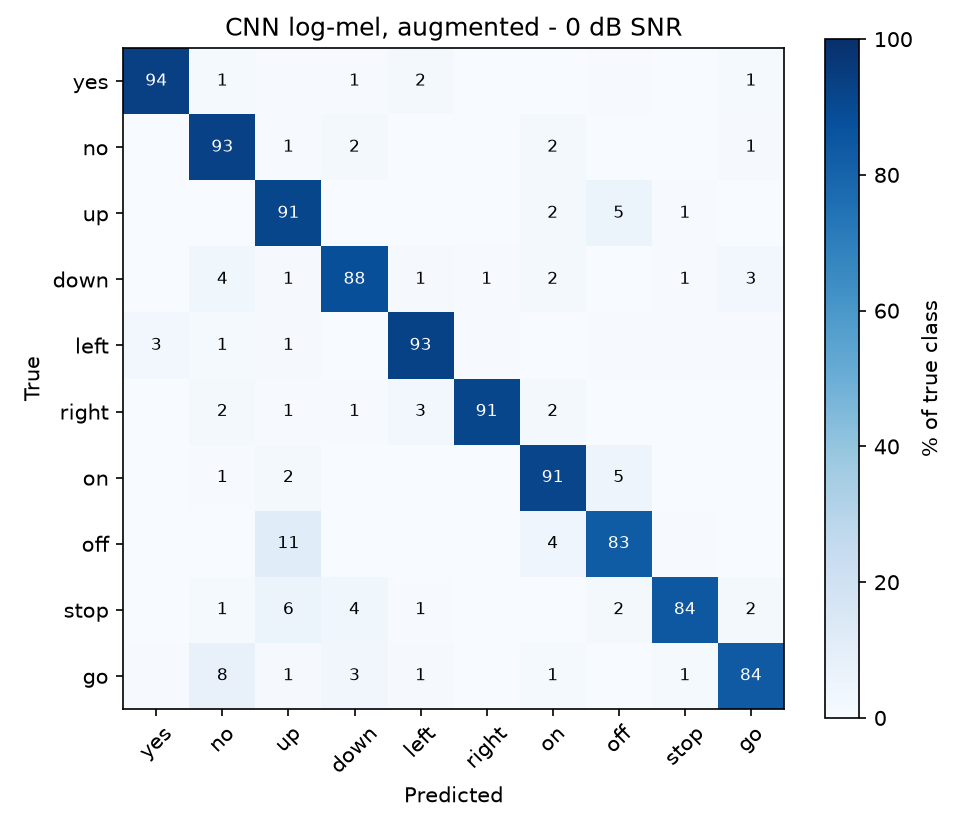 CNN log-mel, augmented - 0 dB SNR
yes 94 1 1 2 1
no 93 1 2 2 1
up 91 2 5 1
down 4 1 88 1 1 2 1 3
left 3 1 1 93
right 2 1 1 3 91 2
on 1 2 91 5
off 11 4 83
stop 1 6 4 1 2 84 2
go 8 1 3 1 1 1 84
yes no up down left right on off stop go
Predicted
True
100
80
60
40
20
0
% of true class